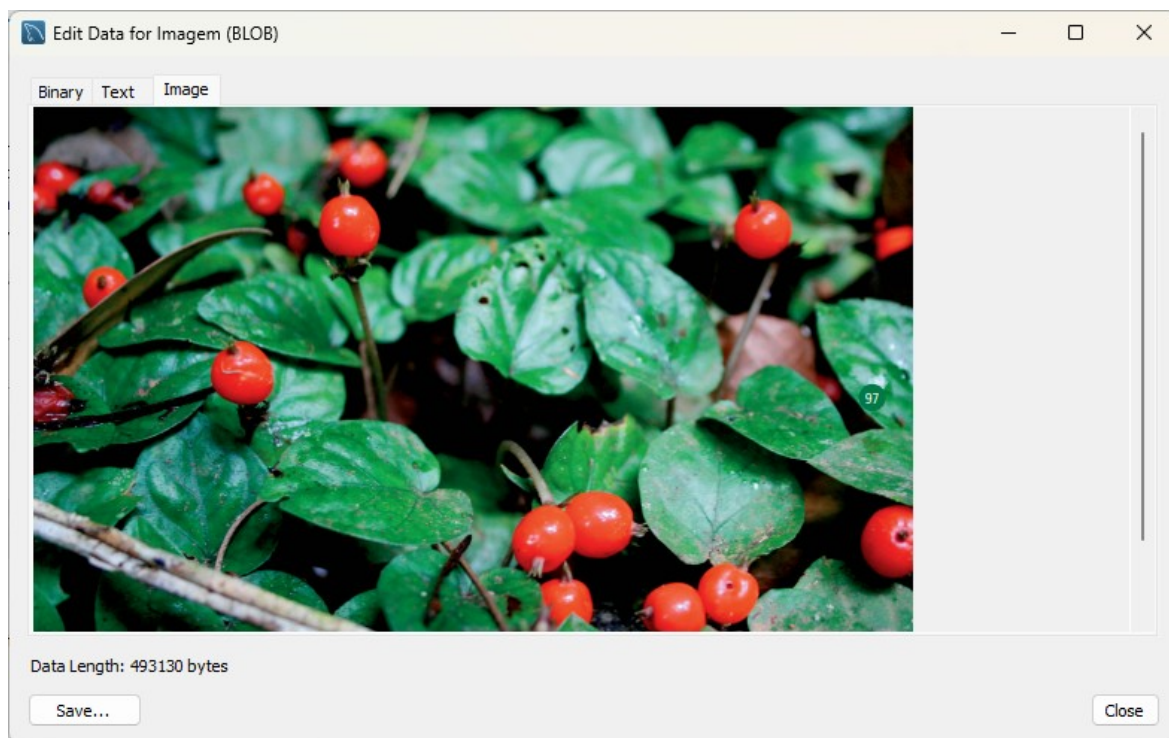 Edit Data for Imagem (BLOB)
Binary Text Image
97
Data Length: 493130 bytes
Save... Close